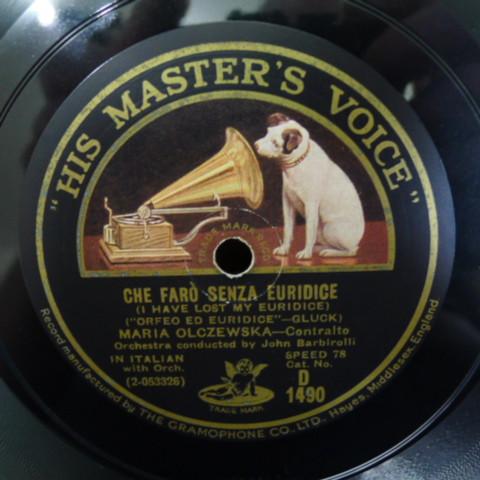 "HIS MASTER'S VOICE"
TRADE MARK REGD
CHE FARÒ SENZA EURIDICE
(I HAVE LOST MY EURIDICE)
("ORFEO ED EURIDICE"—GLUCK)
MARIA OLCZEWSKA—Contralto
Orchestra conducted by John Barbirolli
IN ITALIAN
with Orch.
(2-053326)
SPEED 78
Cat. No.
D
1490
TRADE MARK
Record manufactured by THE GRAMOPHONE CO., LTD., Hayes, Middlesex, England